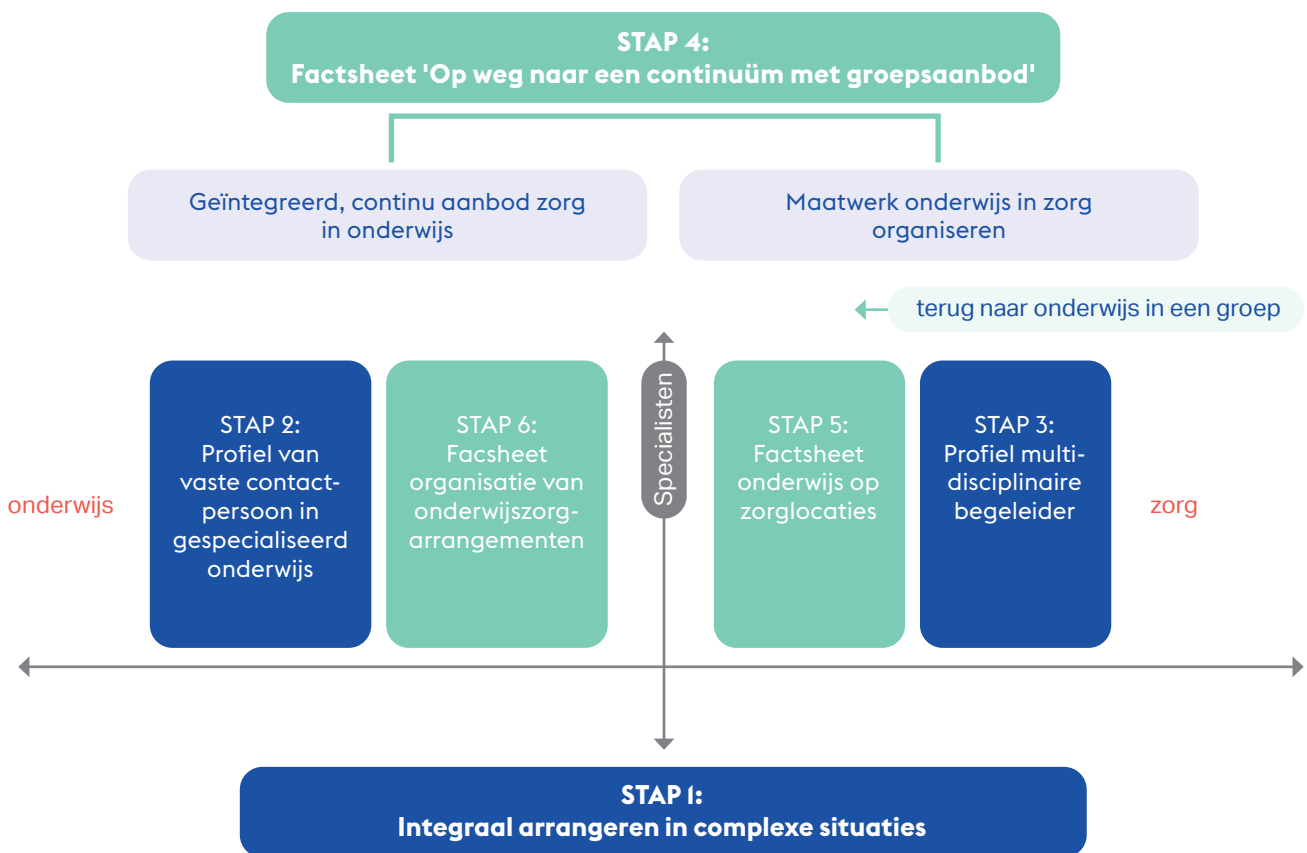 STAP 4:
Factsheet 'Op weg naar een continuüm met groepsaanbod'
Geïntegreerd, continu aanbod zorg
in onderwijs
Maatwerk onderwijs in zorg
organiseren
terug naar onderwijs in een groep
onderwijs
STAP 2:
Profiel van
vaste contact-
persoon in
gespecialiseerd
onderwijs
STAP 6:
Facsheet
organisatie van
onderwijszorg-
arrangementen
Specialisten
STAP 5:
Factsheet
onderwijs op
zorglocaties
STAP 3:
Profiel multi-
disciplinaire
begeleider
zorg
STAP 1:
Integraal arrangeren in complexe situaties